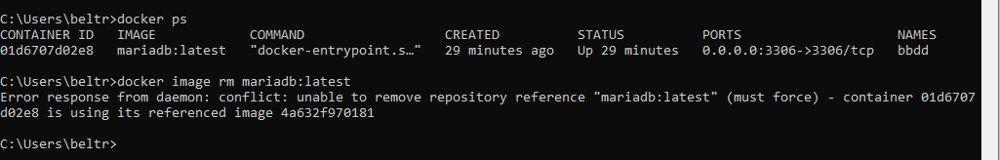 C:\Users\beltr>docker ps
CONTAINER ID   IMAGE            COMMAND                  CREATED          STATUS          PORTS                    NAMES
01d6707d02e8   mariadb:latest   "docker-entrypoint.s…"   29 minutes ago   Up 29 minutes   0.0.0.0:3306->3306/tcp   bbdd
C:\Users\beltr>docker image rm mariadb:latest
Error response from daemon: conflict: unable to remove repository reference "mariadb:latest" (must force) - container 01d6707
d02e8 is using its referenced image 4a632f970181
C:\Users\beltr>